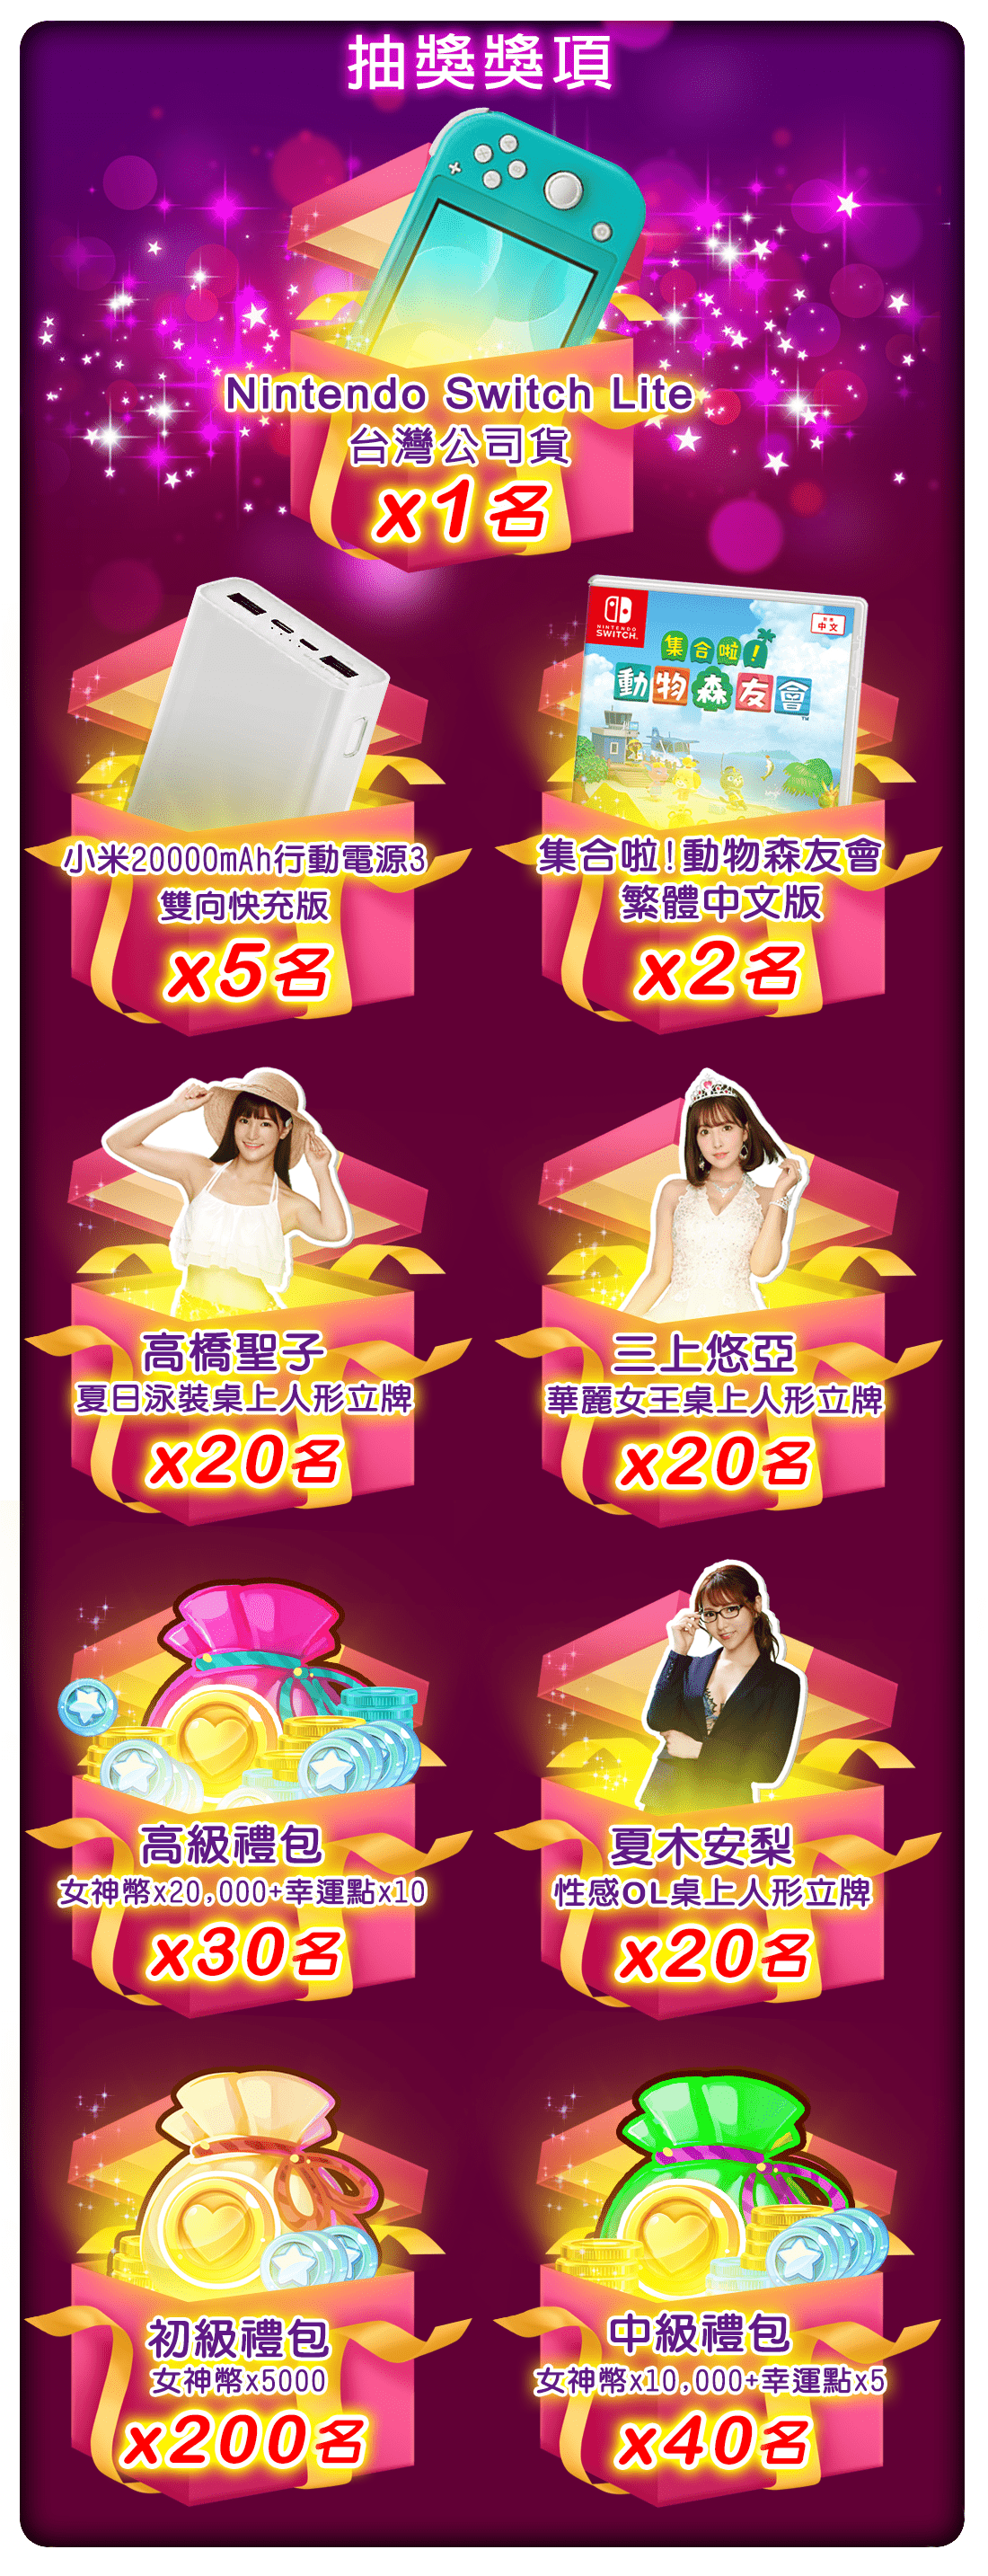 抽獎獎項
Nintendo Switch Lite
台灣公司貨
x1名
小米20000mAh行動電源3
雙向快充版
x5名
NINTENDO
SWITCH.
中文
集合啦!
動物森友會
TM
集合啦!動物森友會
繁體中文版
x2名
高橋聖子
夏日泳裝桌上人形立牌
x20名
三上悠亞
華麗女王桌上人形立牌
x20名
高級禮包
女神幣x20,000+幸運點x10
x30名
夏木安梨
性感OL桌上人形立牌
x20名
初級禮包
女神幣x5000
x200名
中級禮包
女神幣x10,000+幸運點x5
x40名